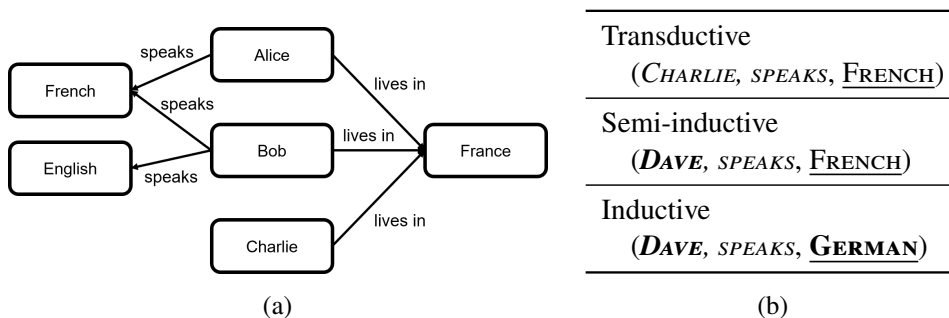 speaks
Alice
French
lives in
speaks
lives in
Bob
France
English
speaks
lives in
Charlie
(a)
Transductive
(CHARLIE, SPEAKS, FRENCH)
Semi-inductive
(DAVE, SPEAKS, FRENCH)
Inductive
(DAVE, SPEAKS, GERMAN)
(b)